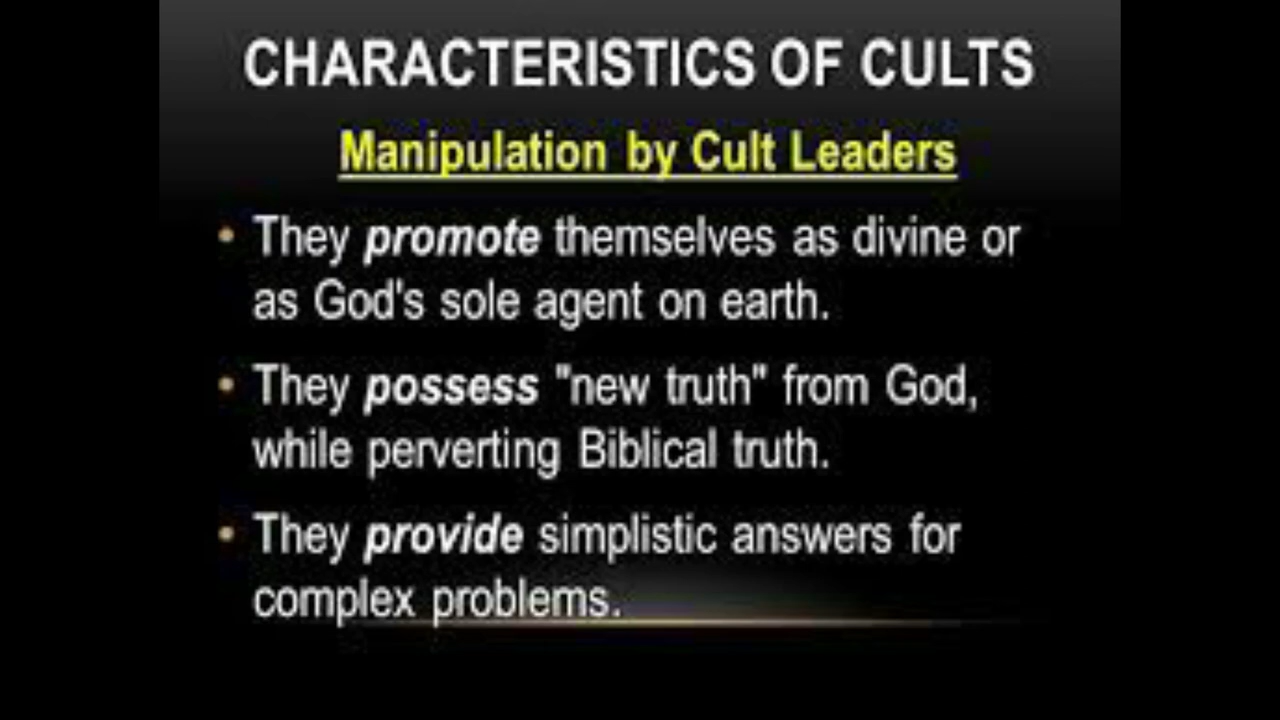 CHARACTERISTICS OF CULTS
Manipulation by Cult Leaders
• They promote themselves as divine or
as God's sole agent on earth.
• They possess "new truth" from God,
while perverting Biblical truth.
• They provide simplistic answers for
complex problems.